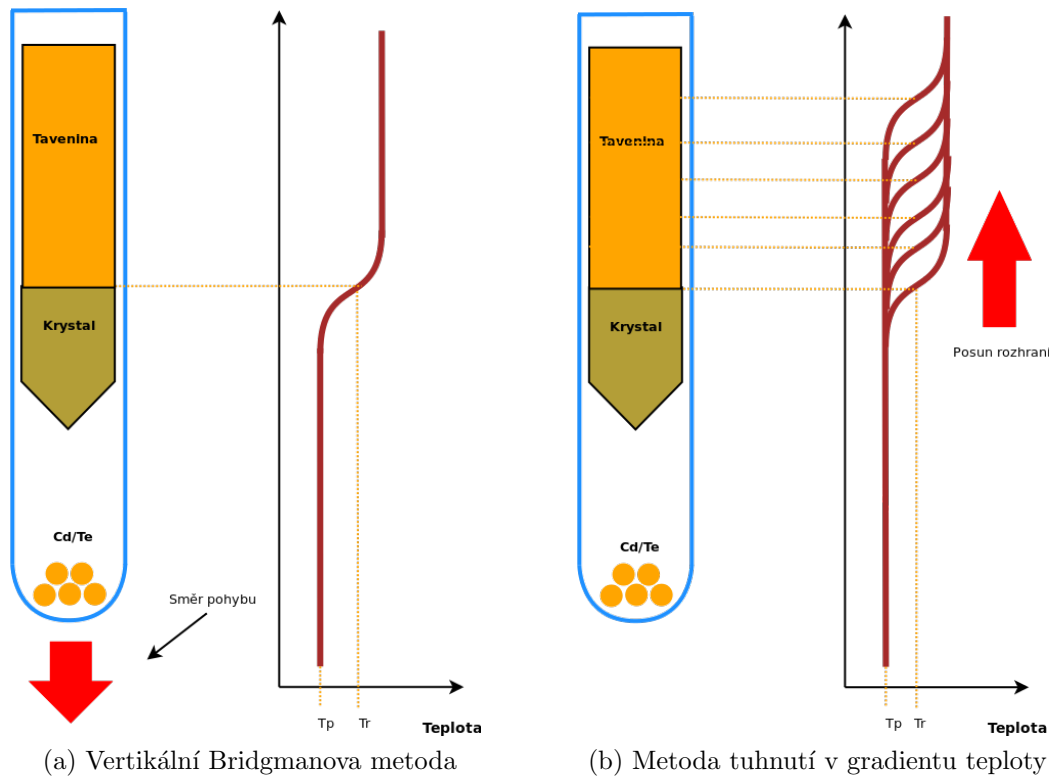 Tavenina
Krystal
Cd/Te
Směr pohybu
Tp
Tr
Teplota
(a) Vertikální Bridgmanova metoda
Tavenina
Krystal
Cd/Te
Posun rozhraní
Tp
Tr
Teplota
(b) Metoda tuhnutí v gradientu teploty